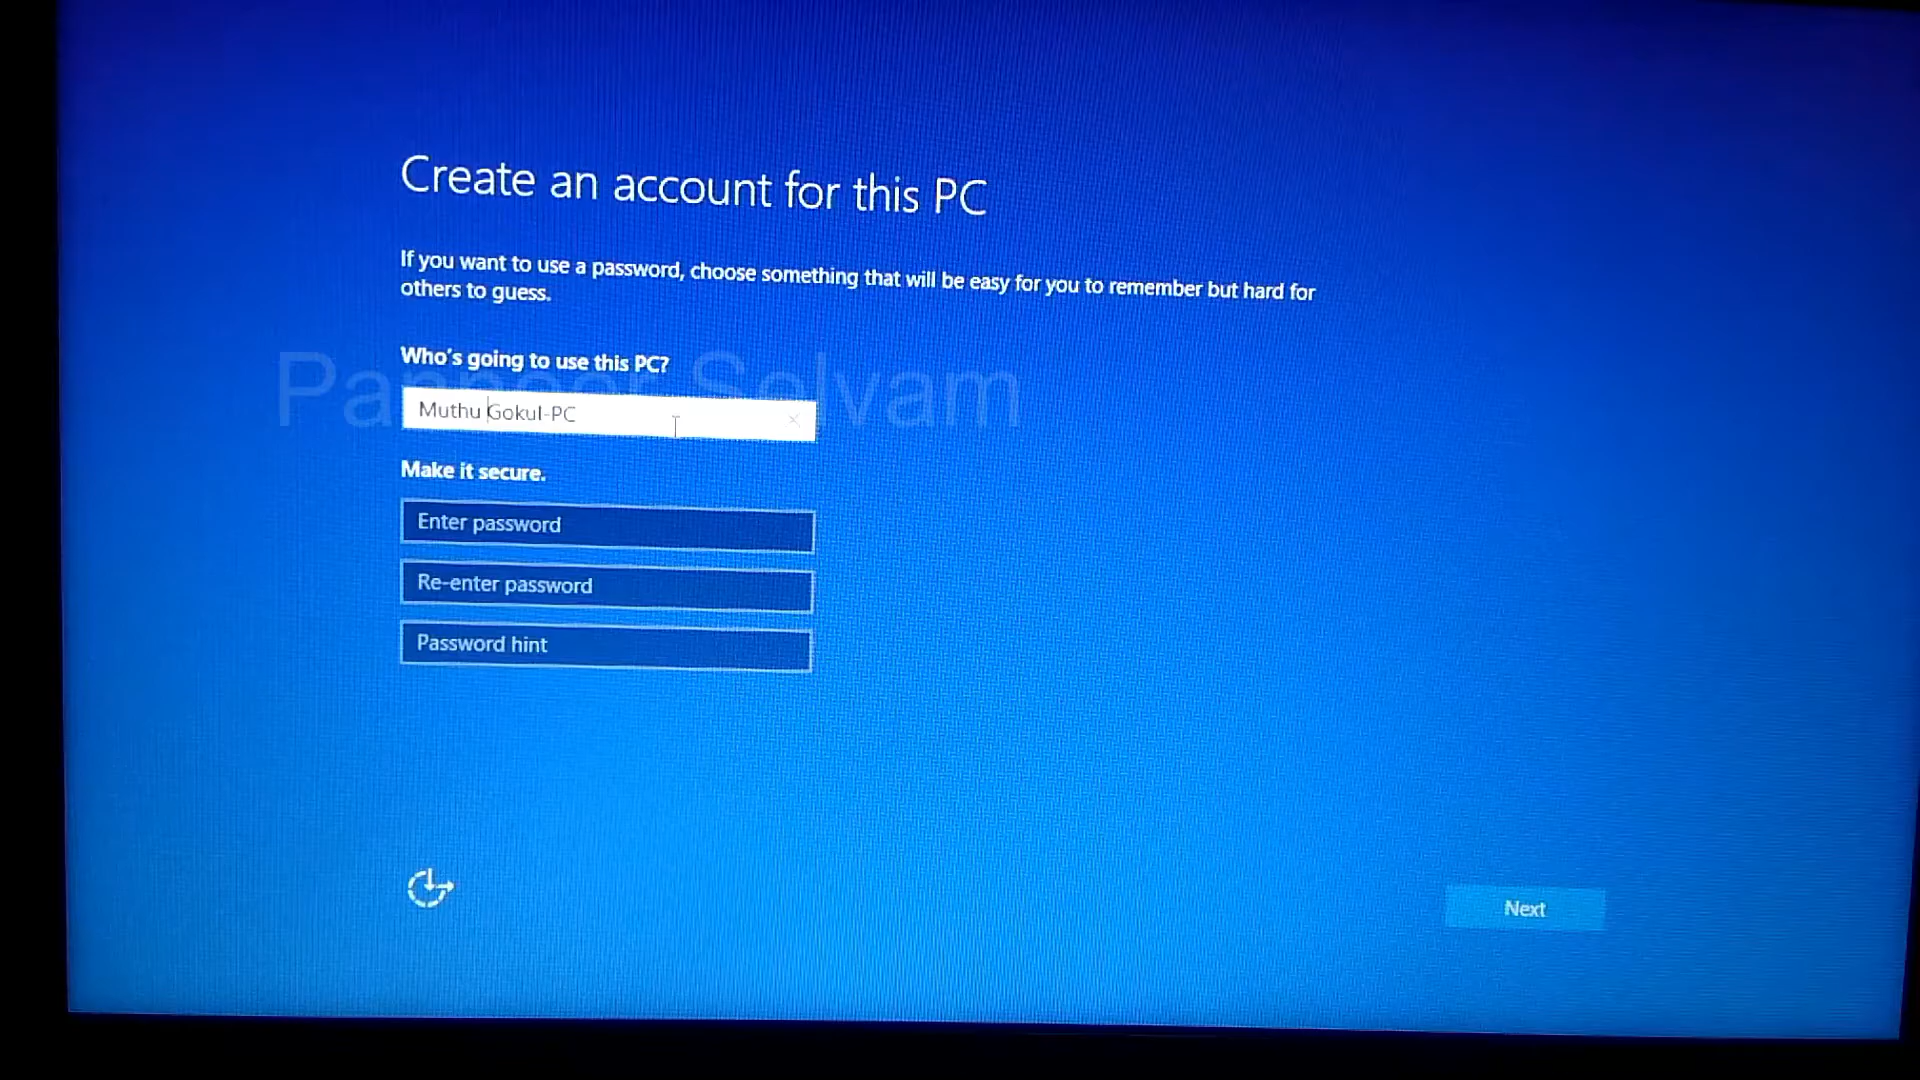 Create an account for this PC
If you want to use a password, choose something that will be easy for you to remember but hard for
others to guess.
Who's going to use this PC?
Panneer Selvam
Muthu Gokul-PC
Make it secure.
Enter password
Re-enter password
Password hint
Next